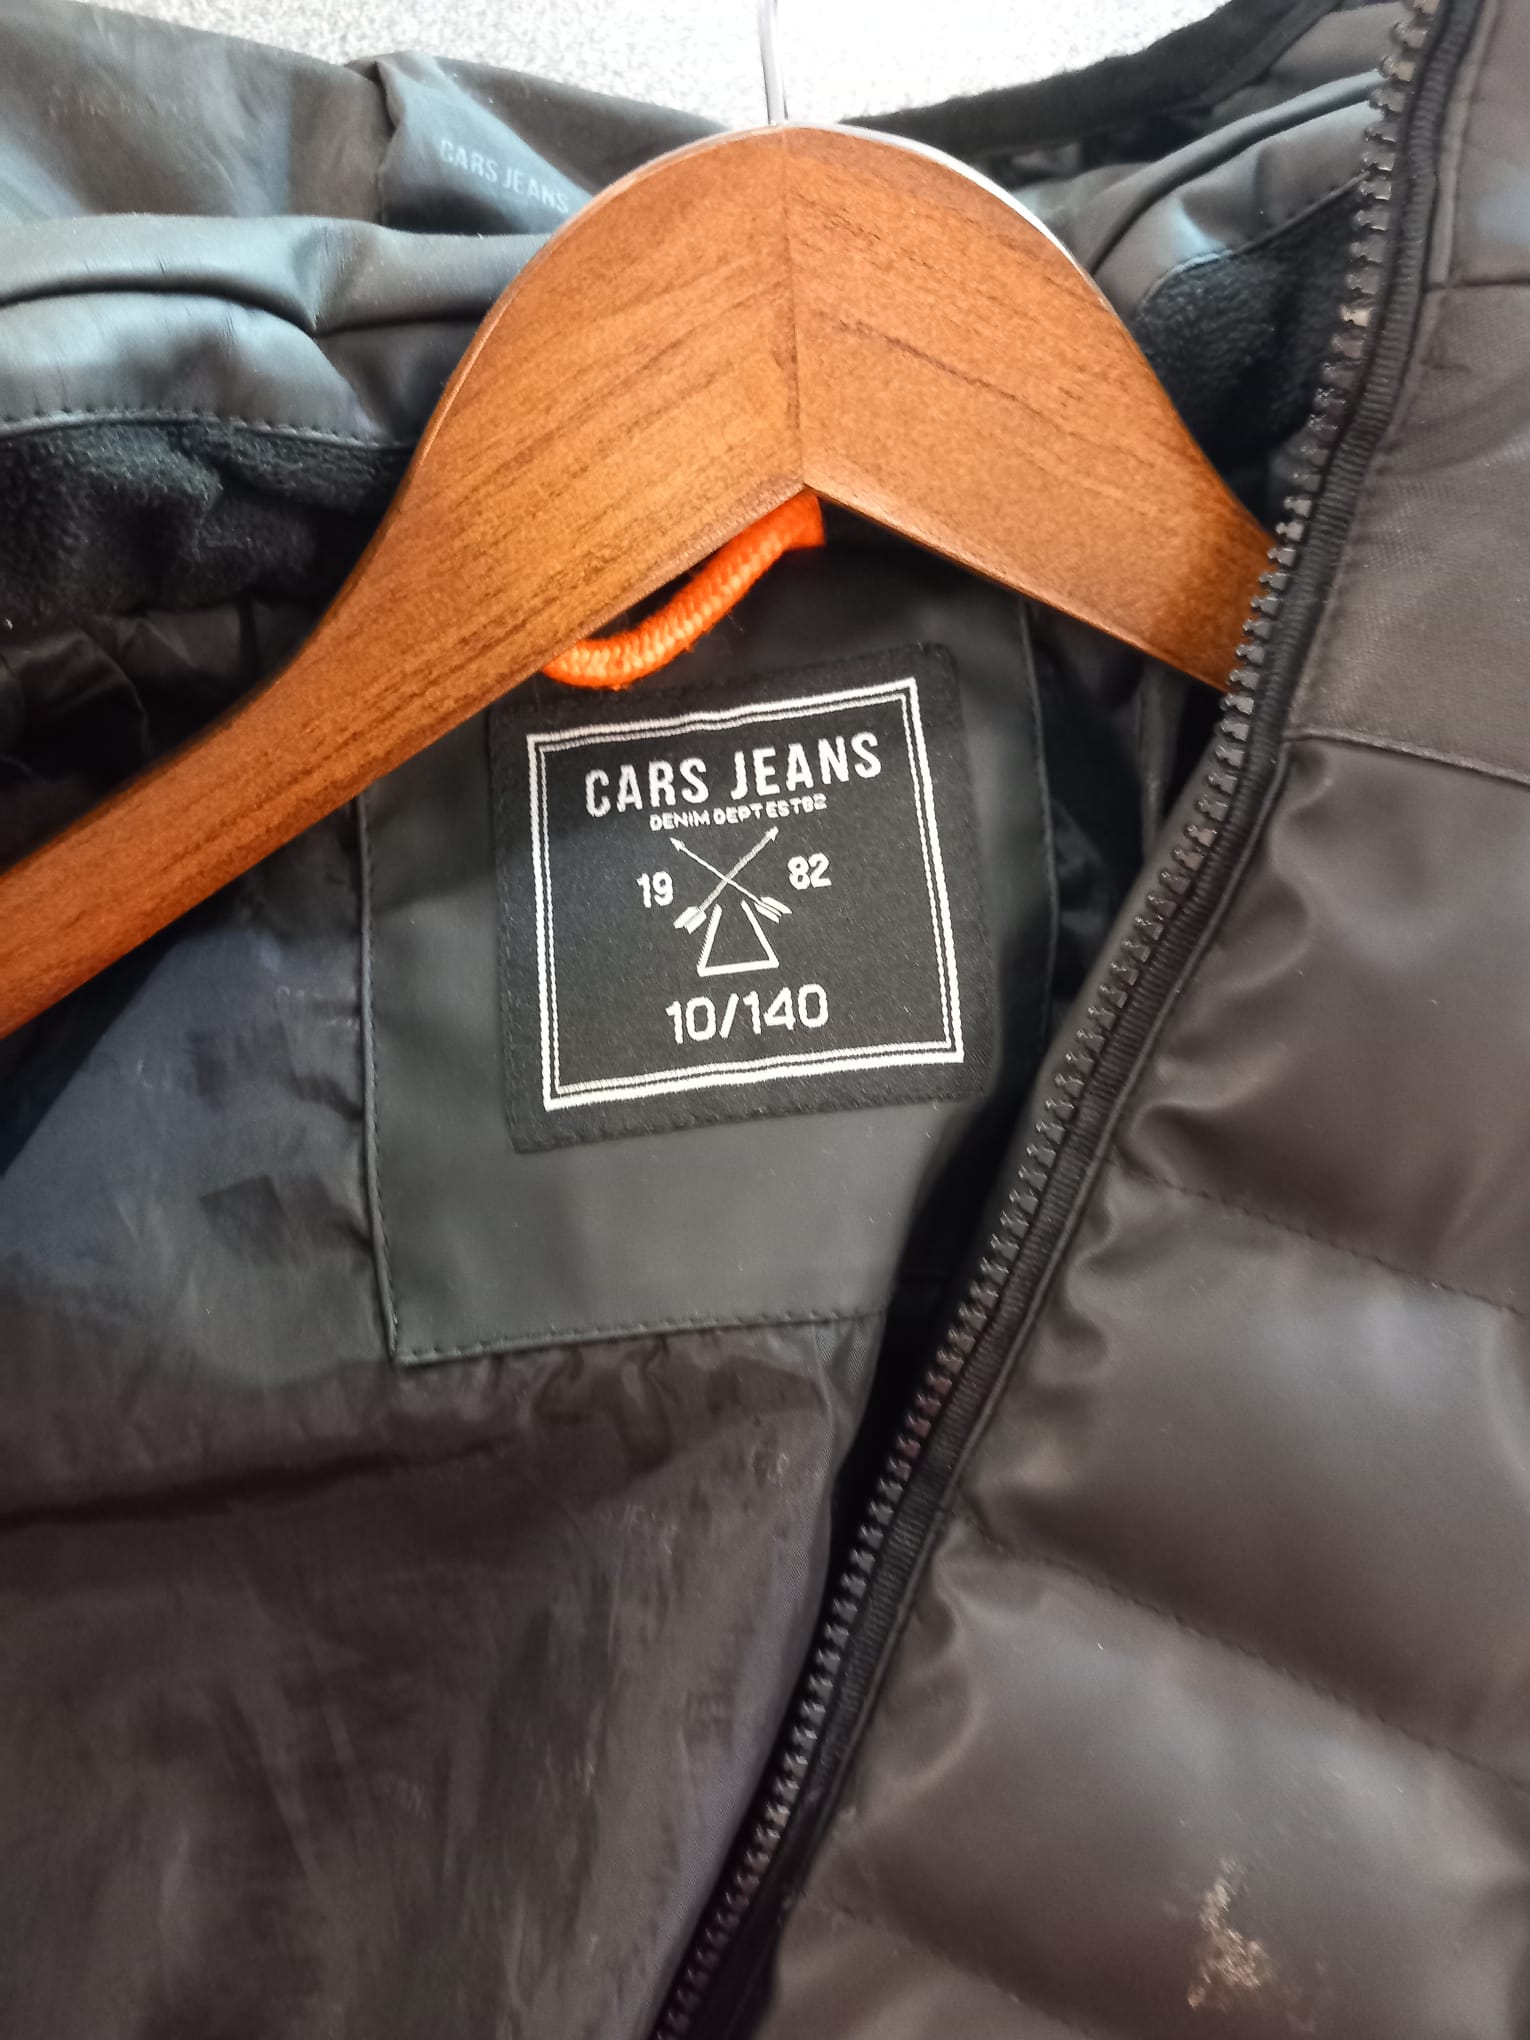 CARS JEANS
CARS JEANS
DENIM DEPT EST82
19 82
10/140